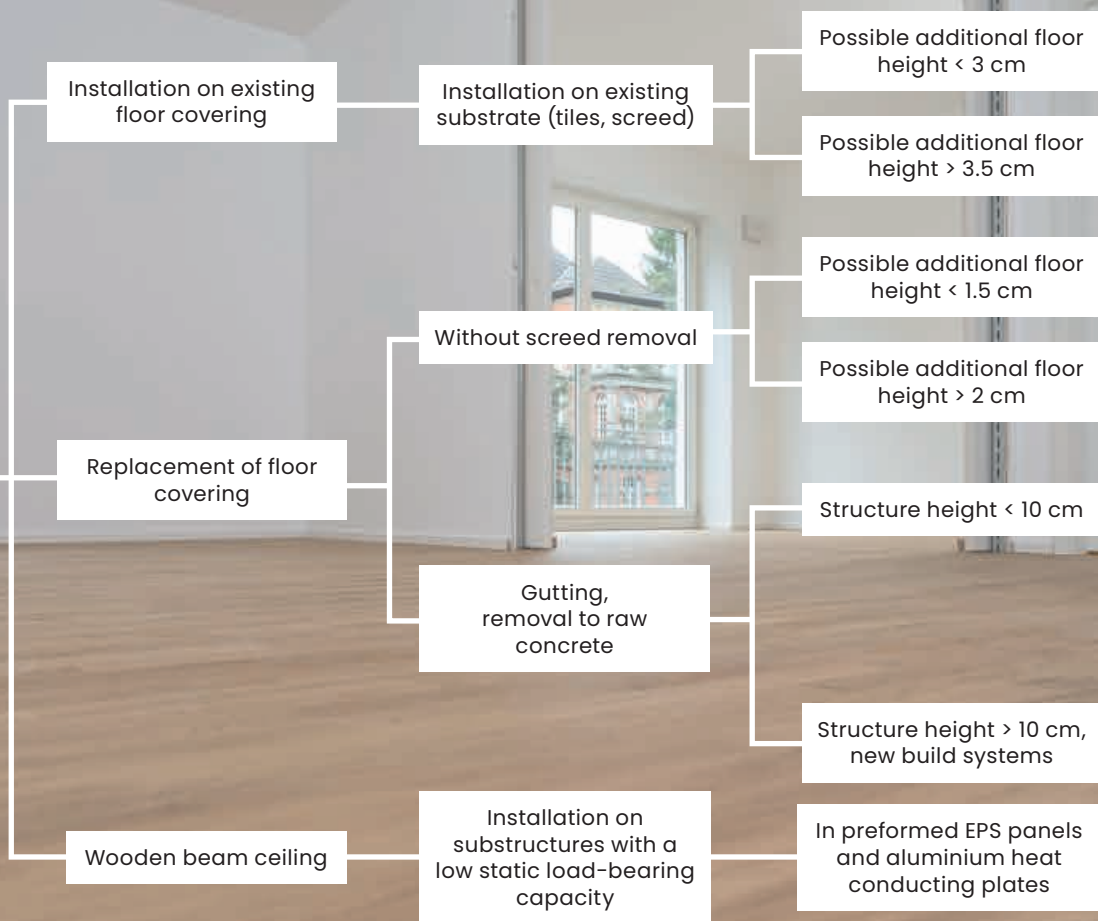 Installation on existing
floor covering
Installation on existing
substrate (tiles, screed)
Possible additional floor
height < 3 cm
Possible additional floor
height > 3.5 cm
Replacement of floor
covering
Without screed removal
Possible additional floor
height < 1.5 cm
Possible additional floor
height > 2 cm
Gutting,
removal to raw
concrete
Structure height < 10 cm
Structure height > 10 cm,
new build systems
Wooden beam ceiling
Installation on
substructures with a
low static load-bearing
capacity
In preformed EPS panels
and aluminium heat
conducting plates